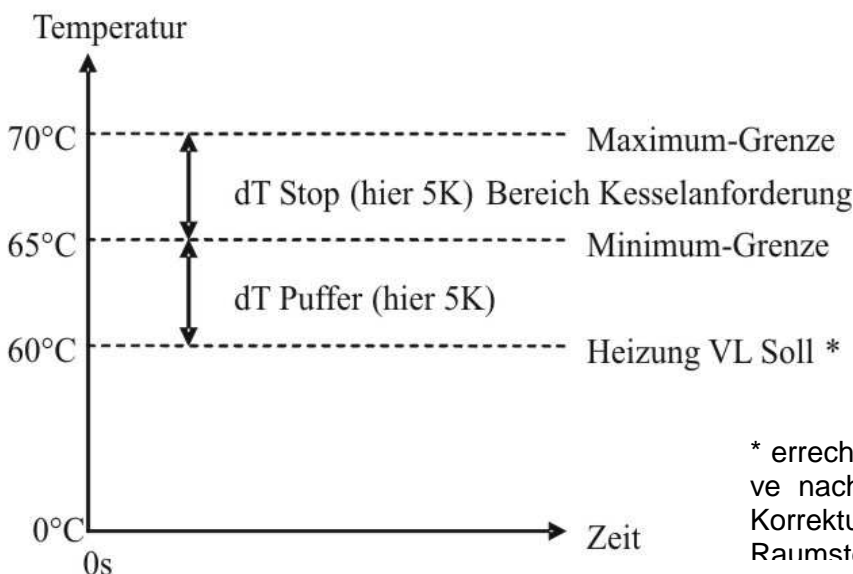 Temperatur
70°C
Maximum-Grenze
dT Stop (hier 5K) Bereich Kesselanforderung
65°C
Minimum-Grenze
dT Puffer (hier 5K)
60°C
Heizung VL Soll *
* errech
ve nach
Korrektu
0°C
Zeit
0s